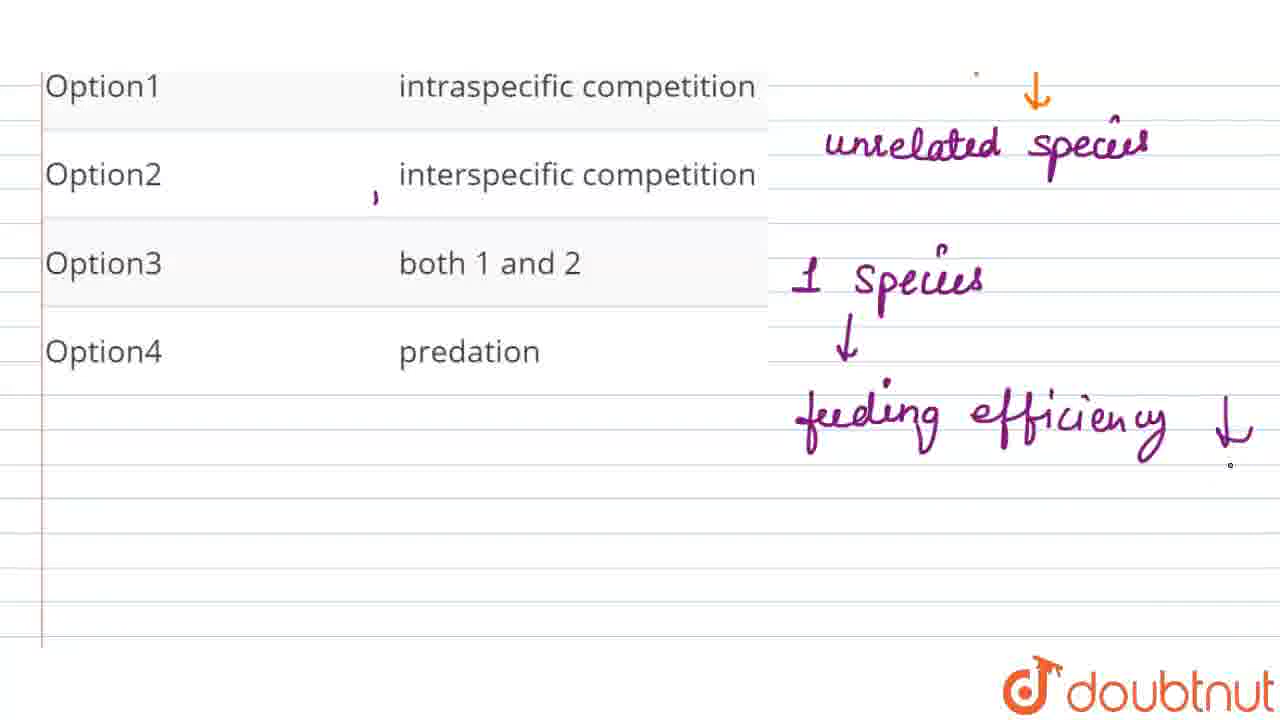 Option1 intraspecific competition
unrelated species
Option2 interspecific competition
Option3 both 1 and 2
1 species
Option4 predation
feeding efficiency ↓
doubtnut